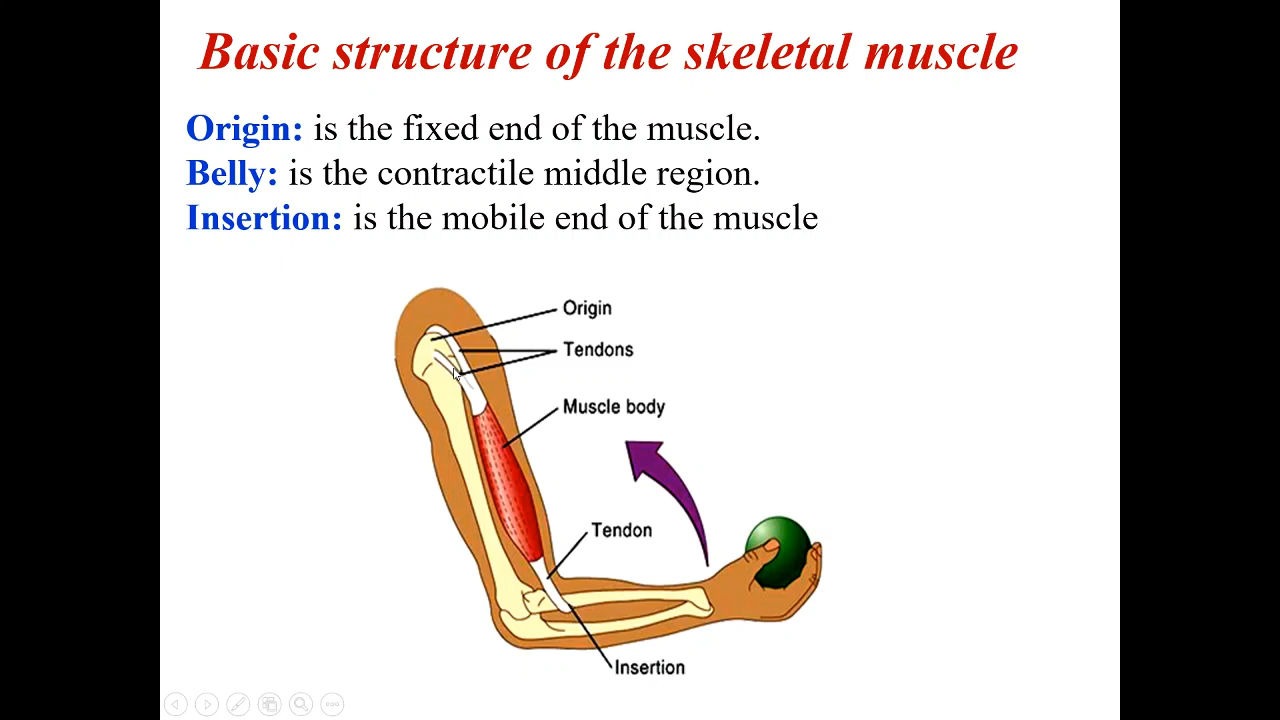 Basic structure of the skeletal muscle
Origin: is the fixed end of the muscle.
Belly: is the contractile middle region.
Insertion: is the mobile end of the muscle
Origin
Tendons
Muscle body
Tendon
Insertion